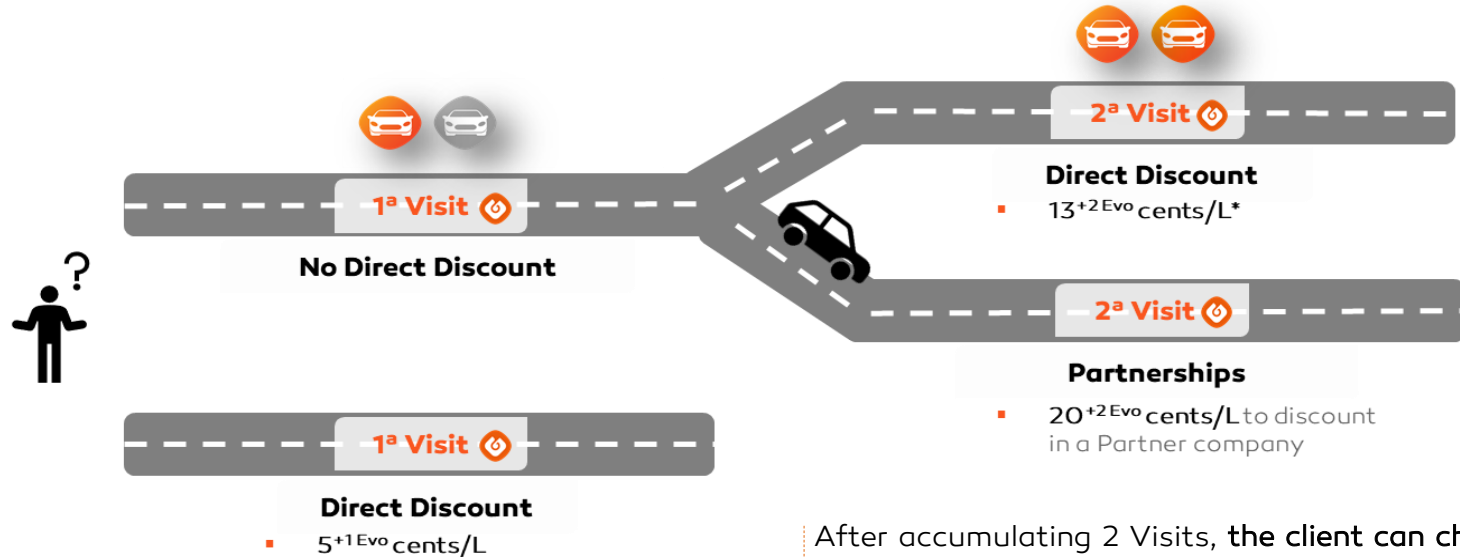 1ª Visit
No Direct Discount
?
2ª Visit
Direct Discount
▪ 13+2 Evo cents/L*
2ª Visit
Partnerships
▪ 20+2 Evo cents/L to discount
in a Partner company
1ª Visit
Direct Discount
▪ 5+1 Evo cents/L
After accumulating 2 Visits, the client can